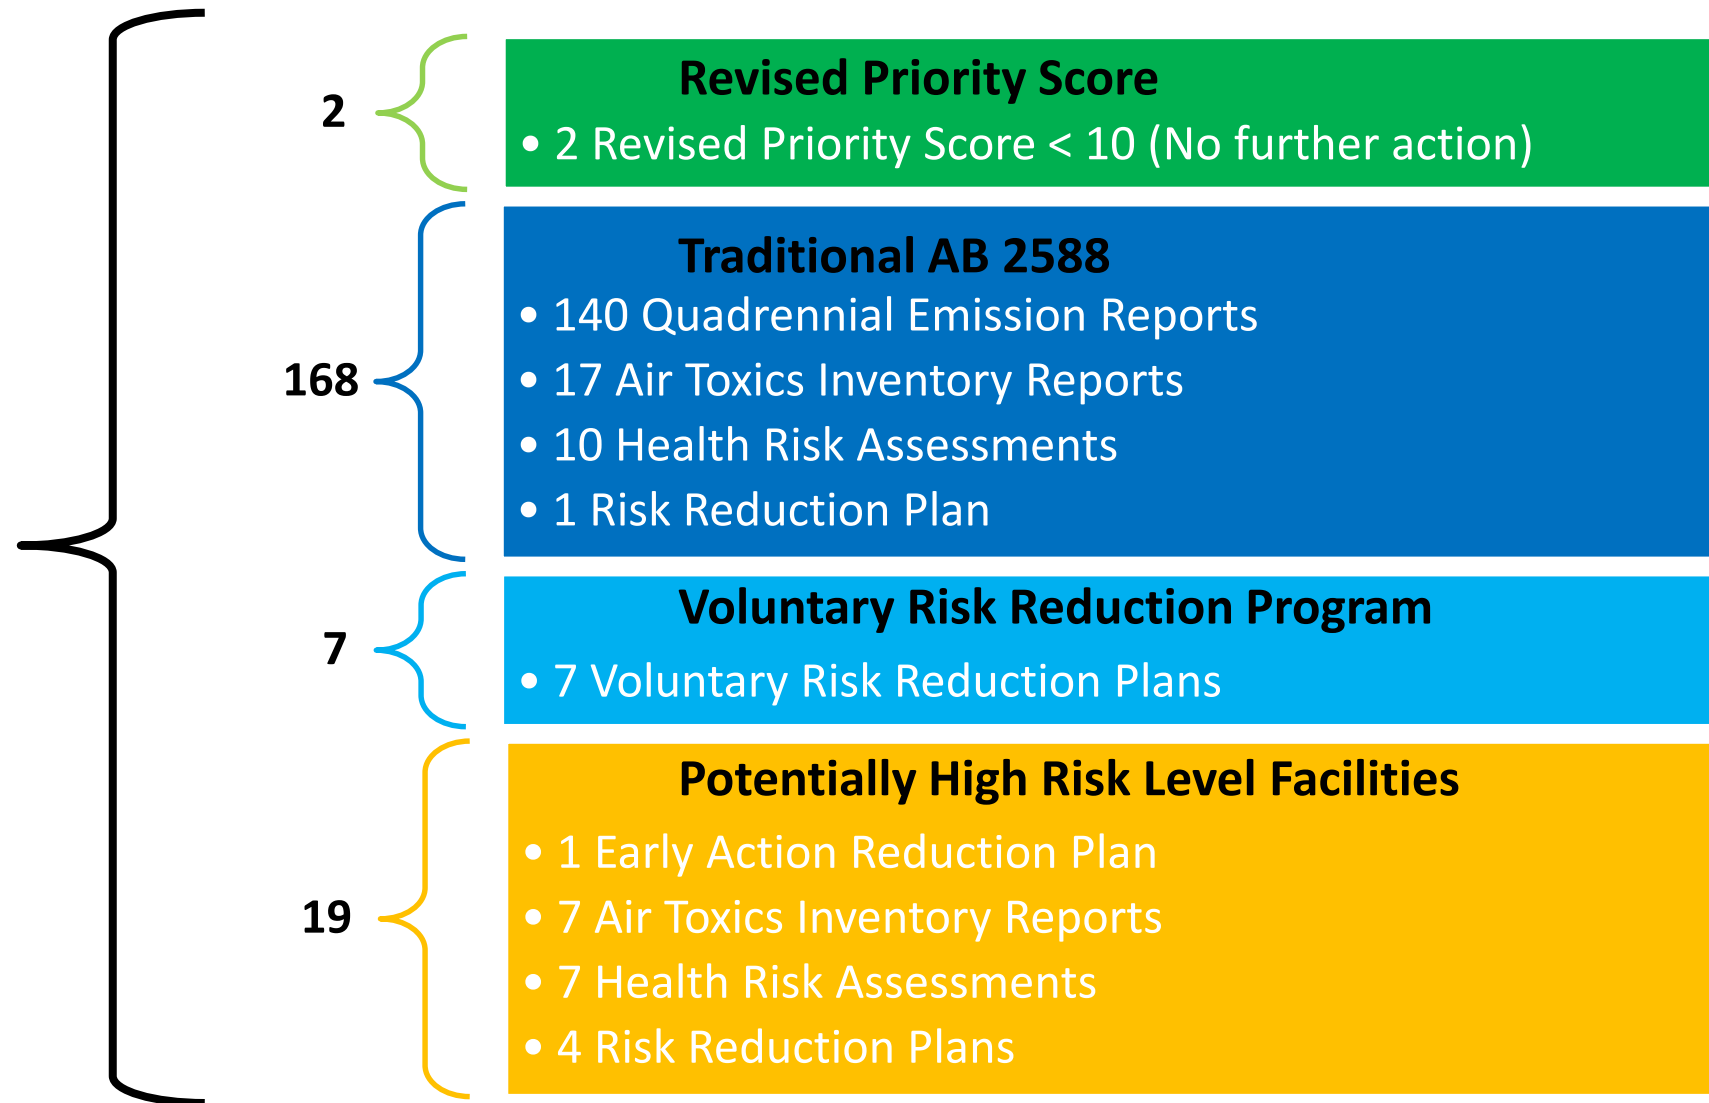 2
Revised Priority Score
• 2 Revised Priority Score < 10 (No further action)
168
Traditional AB 2588
• 140 Quadrennial Emission Reports
• 17 Air Toxics Inventory Reports
• 10 Health Risk Assessments
• 1 Risk Reduction Plan
7
Voluntary Risk Reduction Program
• 7 Voluntary Risk Reduction Plans
19
Potentially High Risk Level Facilities
• 1 Early Action Reduction Plan
• 7 Air Toxics Inventory Reports
• 7 Health Risk Assessments
• 4 Risk Reduction Plans